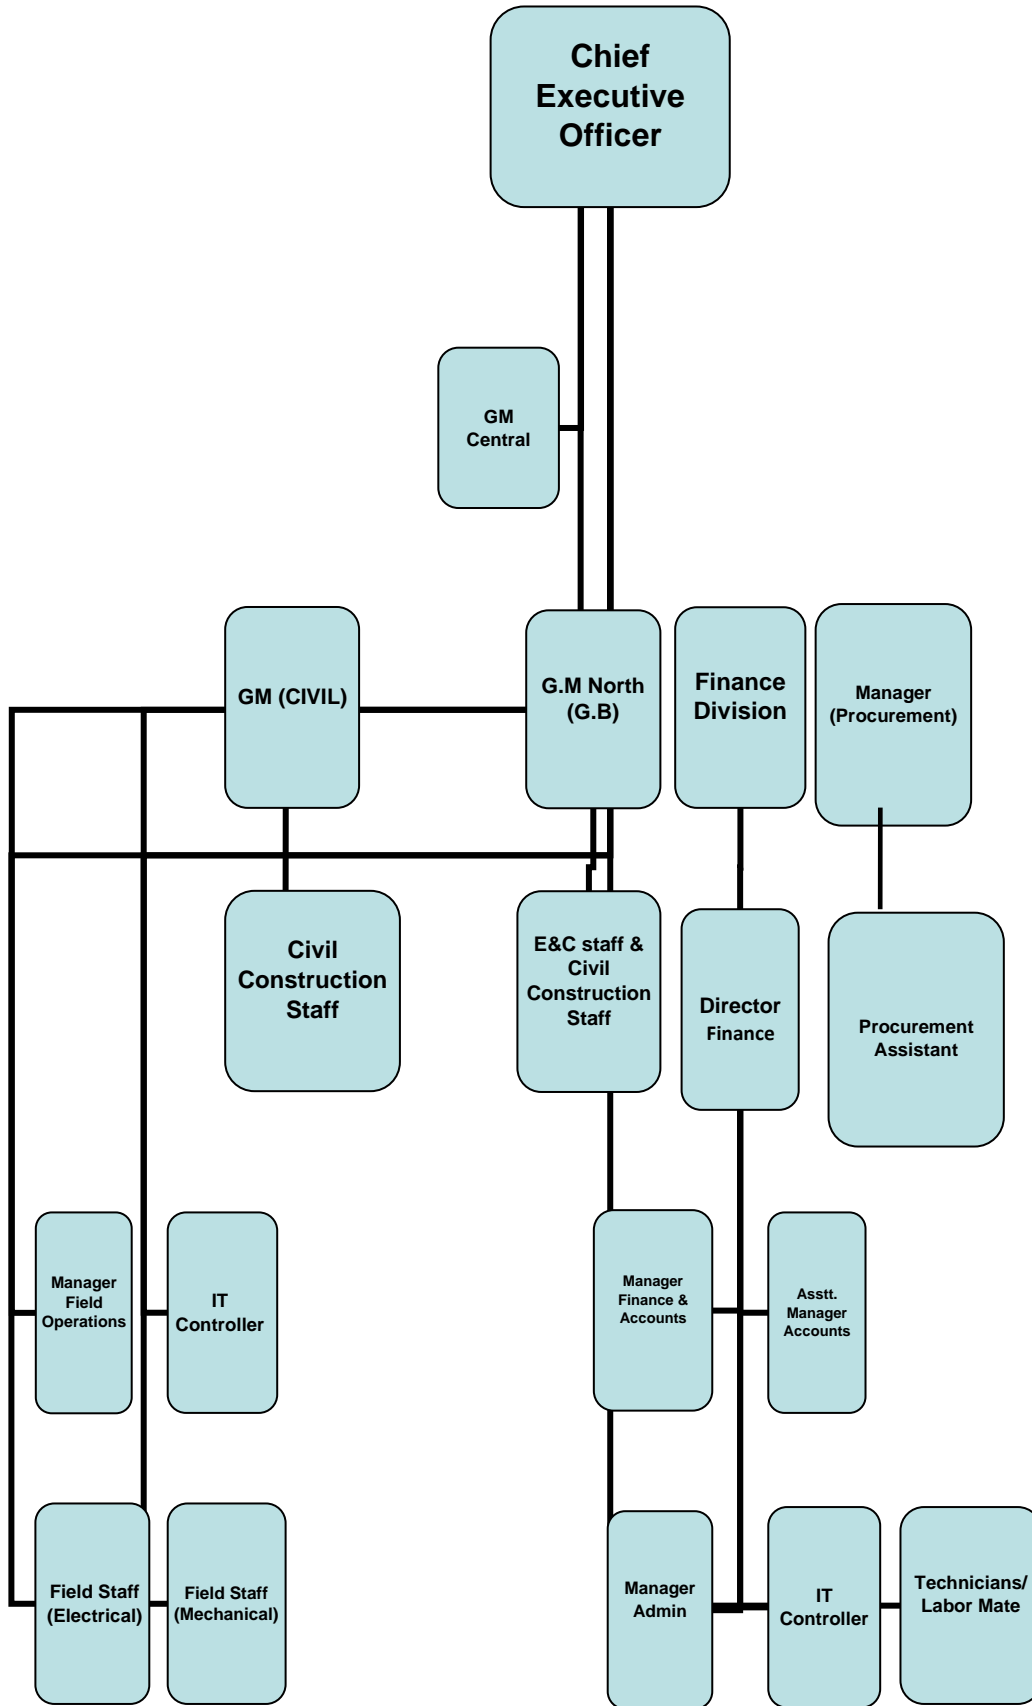 Chief
Executive
Officer
GM
Central
GM (CIVIL)
G.M North
(G.B)
Finance
Division
Manager
(Procurement)
Civil
Construction
Staff
E&C staff &
Civil
Construction
Staff
Director
Finance
Procurement
Assistant
Manager
Field
Operations
IT
Controller
Manager
Finance &
Accounts
Asstt.
Manager
Accounts
Field Staff
(Electrical)
Field Staff
(Mechanical)
Manager
Admin
IT
Controller
Technicians/
Labor Mate